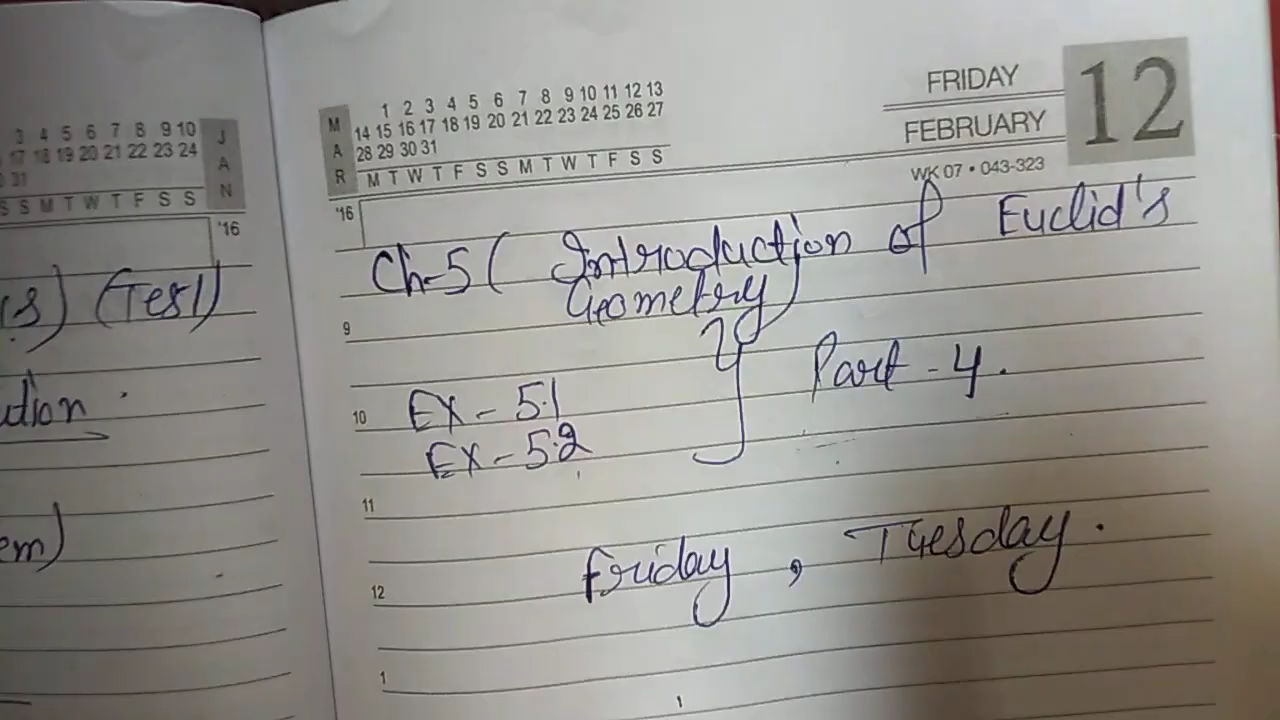 3 4 5 6 7 8 9 10
17 18 19 20 21 22 23 24
31
S S M T W T F S S
JAN
'16
(Test)
em)
MAR
1 2 3 4 5 6 7 8 9 10 11 12 13
14 15 16 17 18 19 20 21 22 23 24 25 26 27
28 29 30 31
M T W T F S S M T W T F S S
'16
FRIDAY
FEBRUARY
12
WK 07 • 043-323
Ch-5 ( Introduction of Euclid's
Geometry)
9
10
EX - 5.1
EX - 5.2
Part - 4.
11
Friday , Tuesday.
12
1